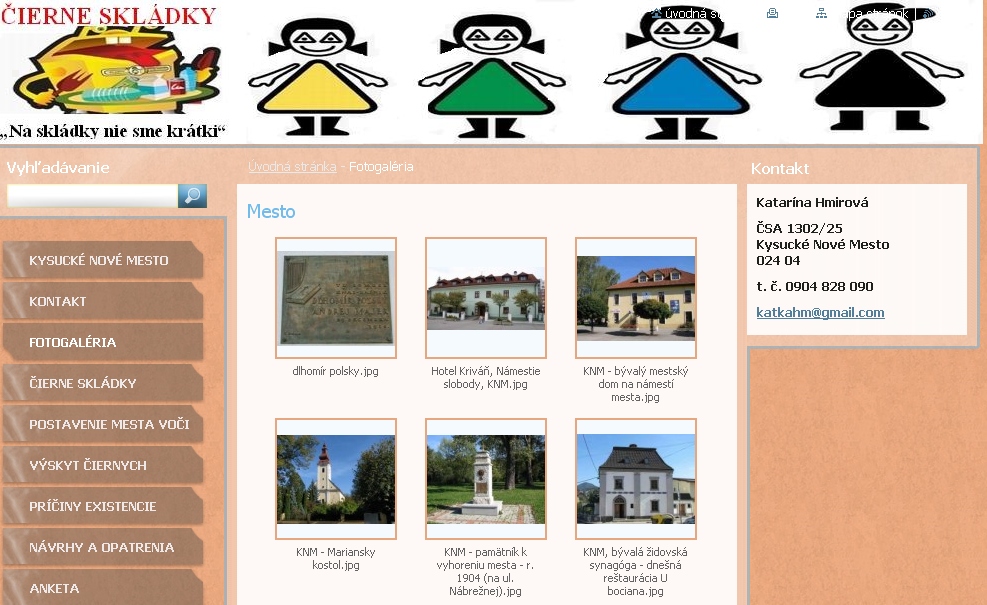 ČIERNE SKLÁDKY
„Na skládky nie sme krátki“
úvodná
stránok |
Vyhľadávanie
KYSUCKÉ NOVÉ MESTO
KONTAKT
FOTOGALÉRIA
ČIERNE SKLÁDKY
POSTAVENIE MESTA VOČI
VÝSKYT ČIERNYCH
PRÍČINY EXISTENCIE
NÁVRHY A OPATRENIA
ANKETA
Úvodná stránka - Fotogaléria
Mesto
dlhomír polsky.jpg
Hotel Kriváň, Námestie
slobody, KNM.jpg
KNM - bývalý mestský
dom na námestí
mesta.jpg
KNM - Mariansky
kostol.jpg
KNM - pamätník k
vyhoreniu mesta - r.
1904 (na ul.
Nábrežnej).jpg
KNM, bývalá židovská
synagóga - dnešná
reštaurácia U
bociana.jpg
Kontakt
Katarína Hmirová
ČSA 1302/25
Kysucké Nové Mesto
024 04
t. č. 0904 828 090
katkahm@gmail.com